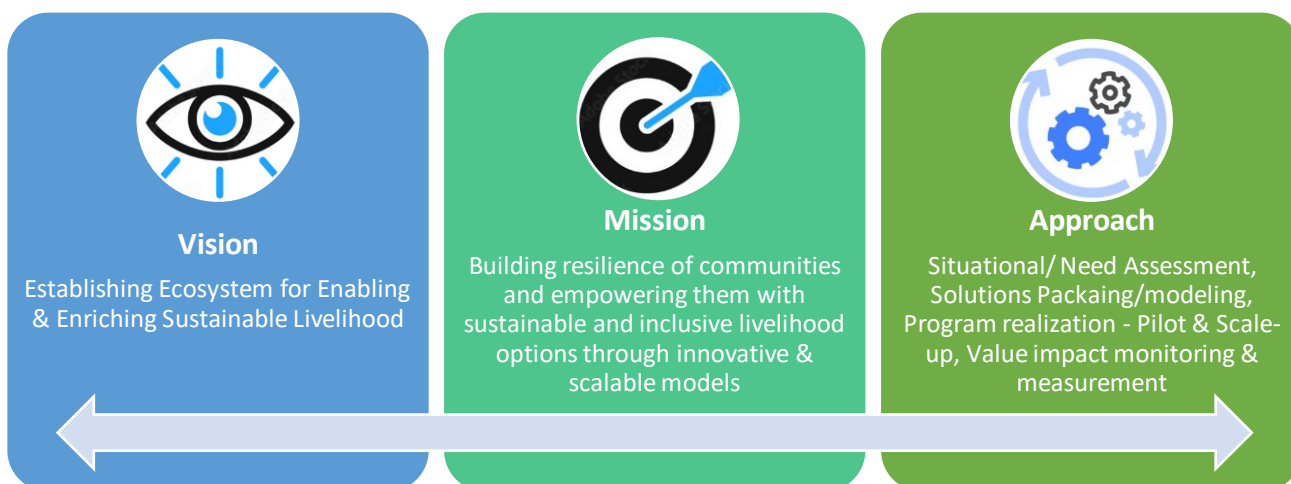 Vision
Establishing Ecosystem for Enabling
& Enriching Sustainable Livelihood
Mission
Building resilience of communities
and empowering them with
sustainable and inclusive livelihood
options through innovative &
scalable models
Approach
Situational/ Need Assessment,
Solutions Packaing/modeling,
Program realization - Pilot & Scale-
up, Value impact monitoring &
measurement